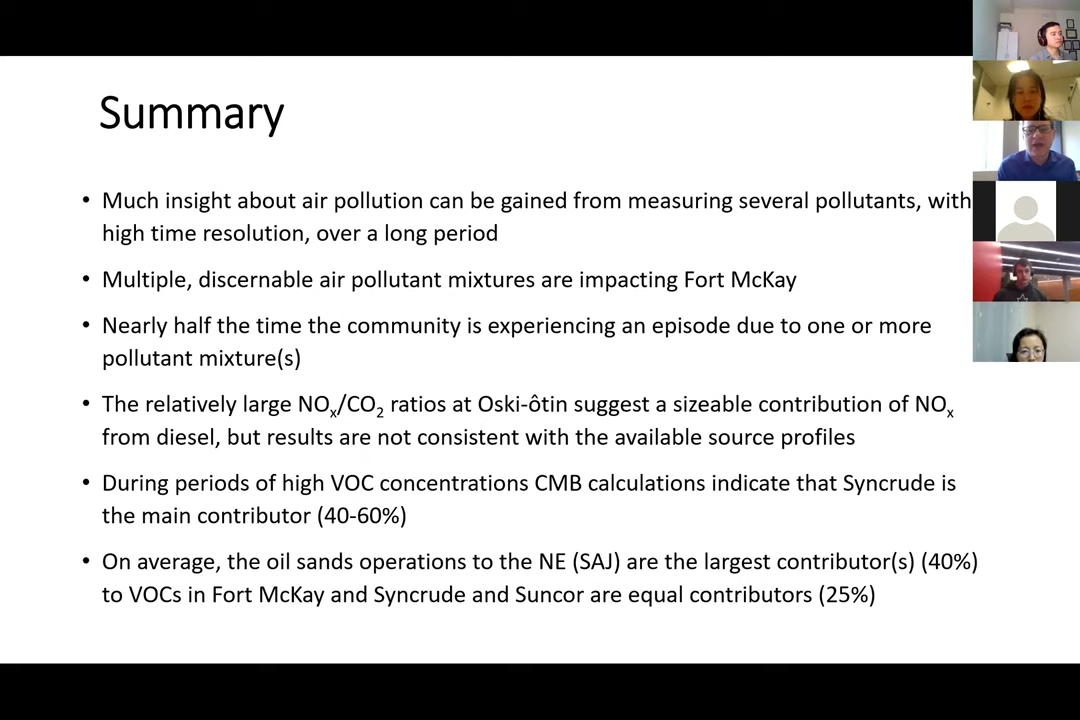 Summary
• Much insight about air pollution can be gained from measuring several pollutants, with
high time resolution, over a long period
• Multiple, discernable air pollutant mixtures are impacting Fort McKay
• Nearly half the time the community is experiencing an episode due to one or more
pollutant mixture(s)
• The relatively large NOx/CO2 ratios at Oski-ôtin suggest a sizeable contribution of NOx
from diesel, but results are not consistent with the available source profiles
• During periods of high VOC concentrations CMB calculations indicate that Syncrude is
the main contributor (40-60%)
• On average, the oil sands operations to the NE (SAJ) are the largest contributor(s) (40%)
to VOCs in Fort McKay and Syncrude and Suncor are equal contributors (25%)